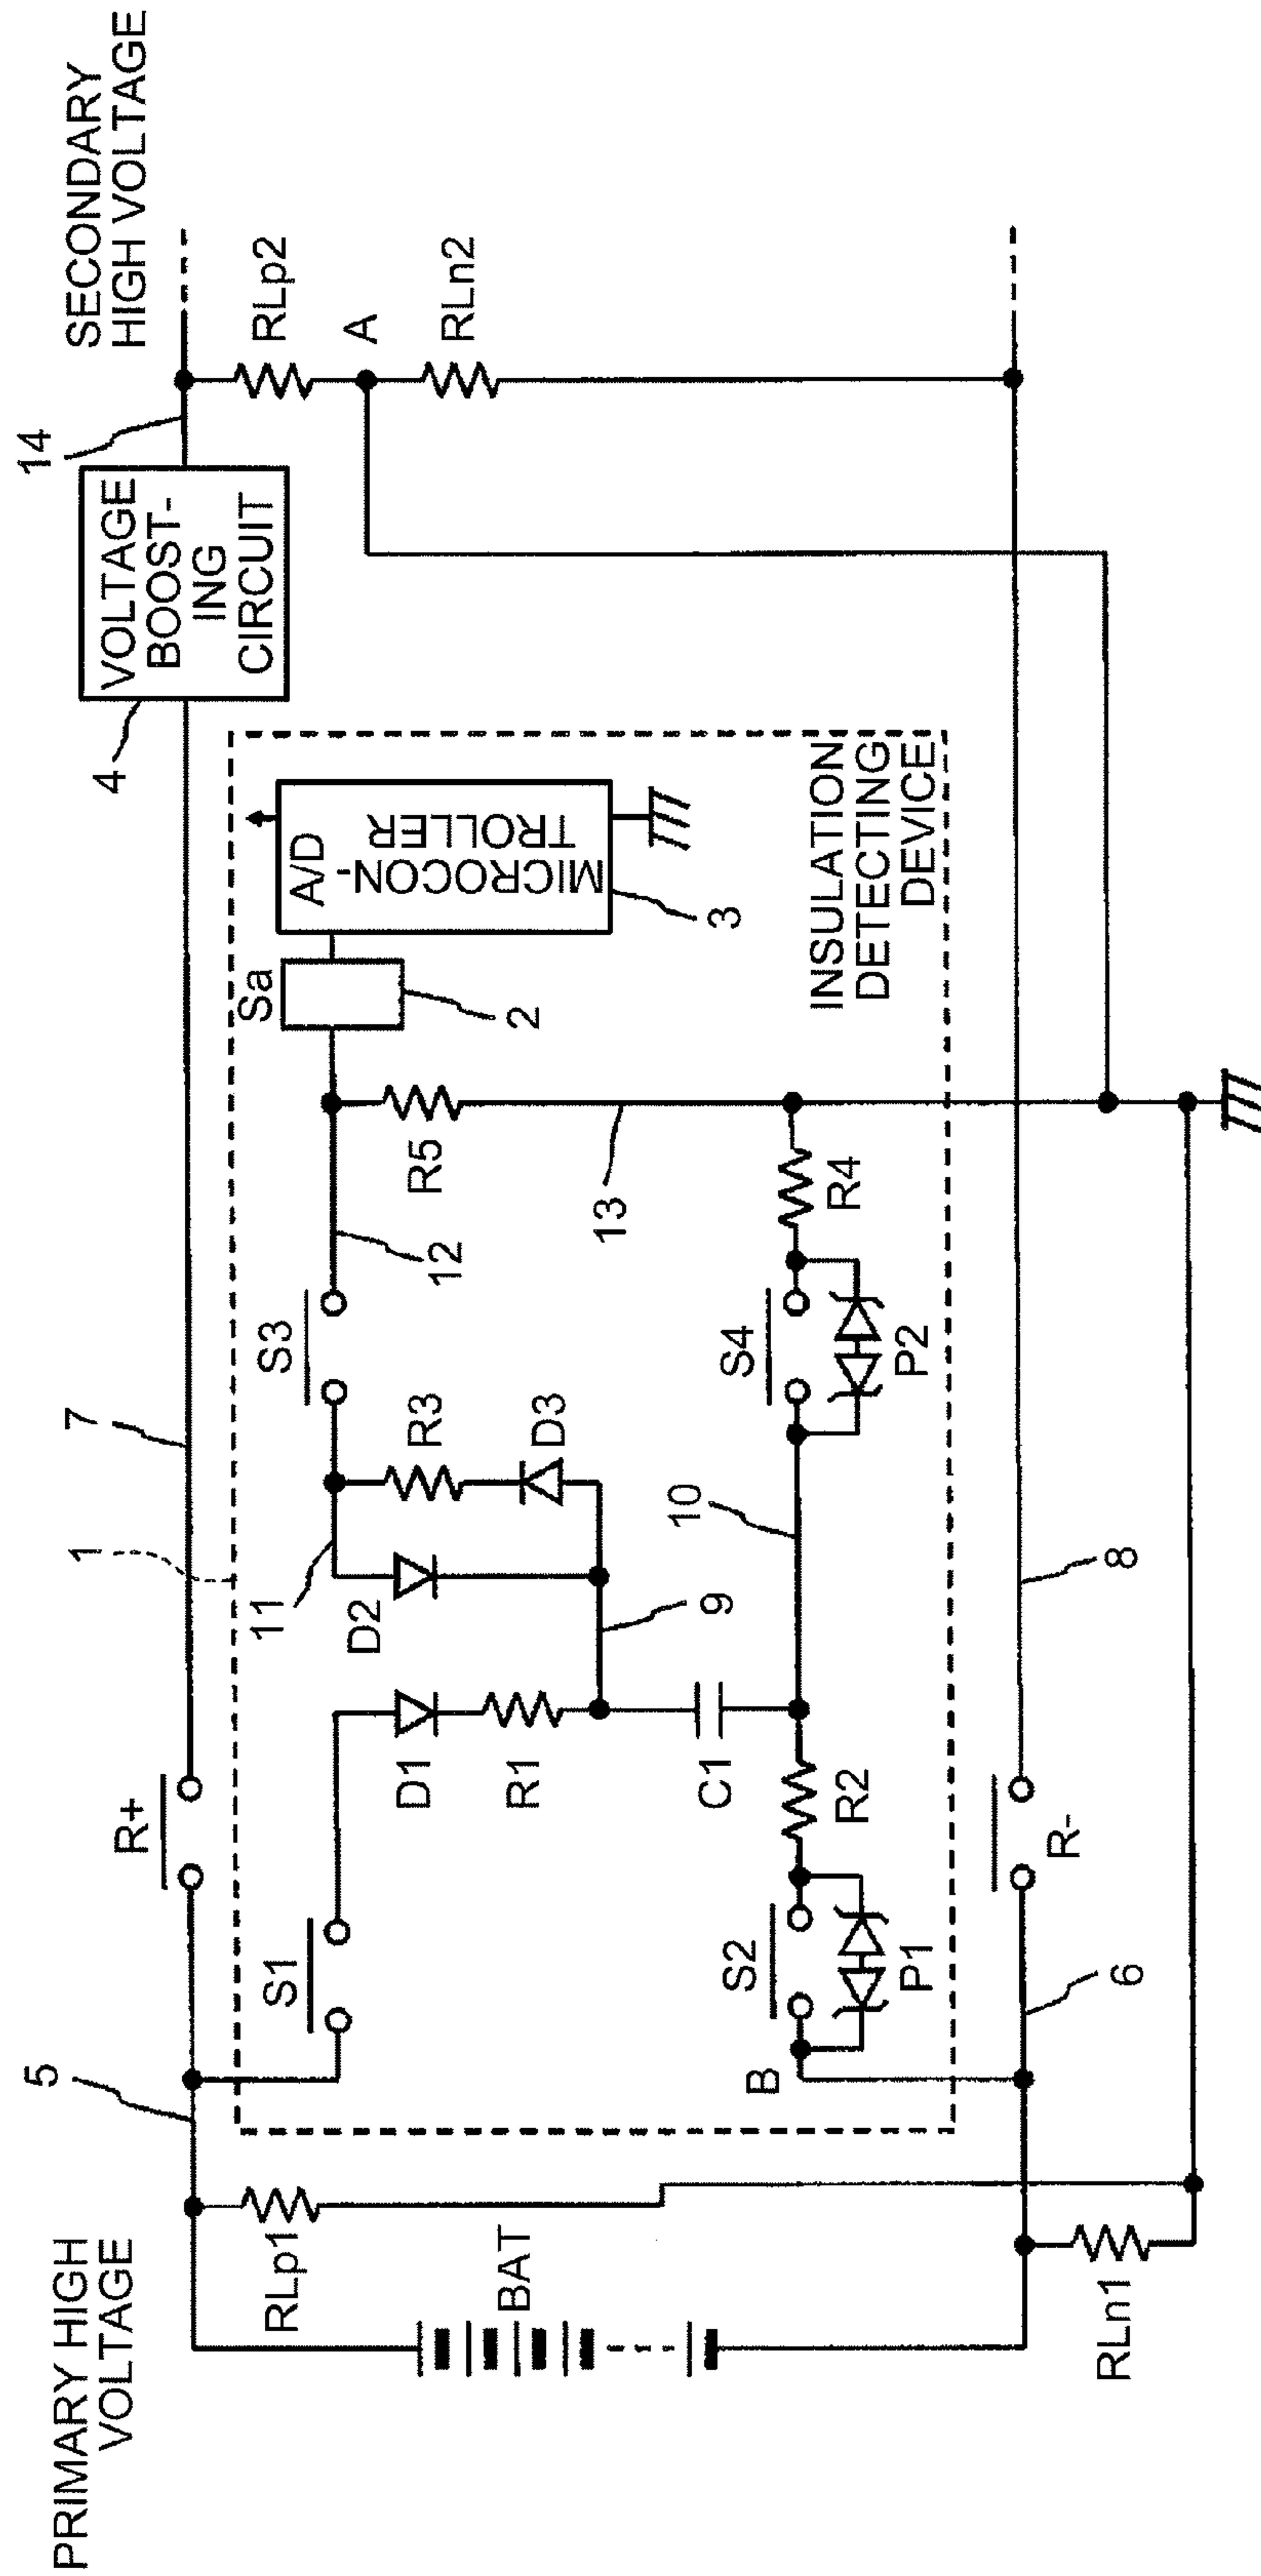 PRIMARY HIGH
VOLTAGE
SECONDARY
HIGH VOLTAGE
5
R+
7
4
VOLTAGE
BOOST-
ING
CIRCUIT
14
RLp2
A
RLn2
RLp1
BAT
RLn1
1
S1
D1
R1
C1
11
D2
R3
D3
9
S3
12
R5
13
Sa
2
A/D
MICROCON-
TROLLER
3
B
S2
P1
R2
10
S4
P2
R4
INSULATION
DETECTING
DEVICE
6
R-
8